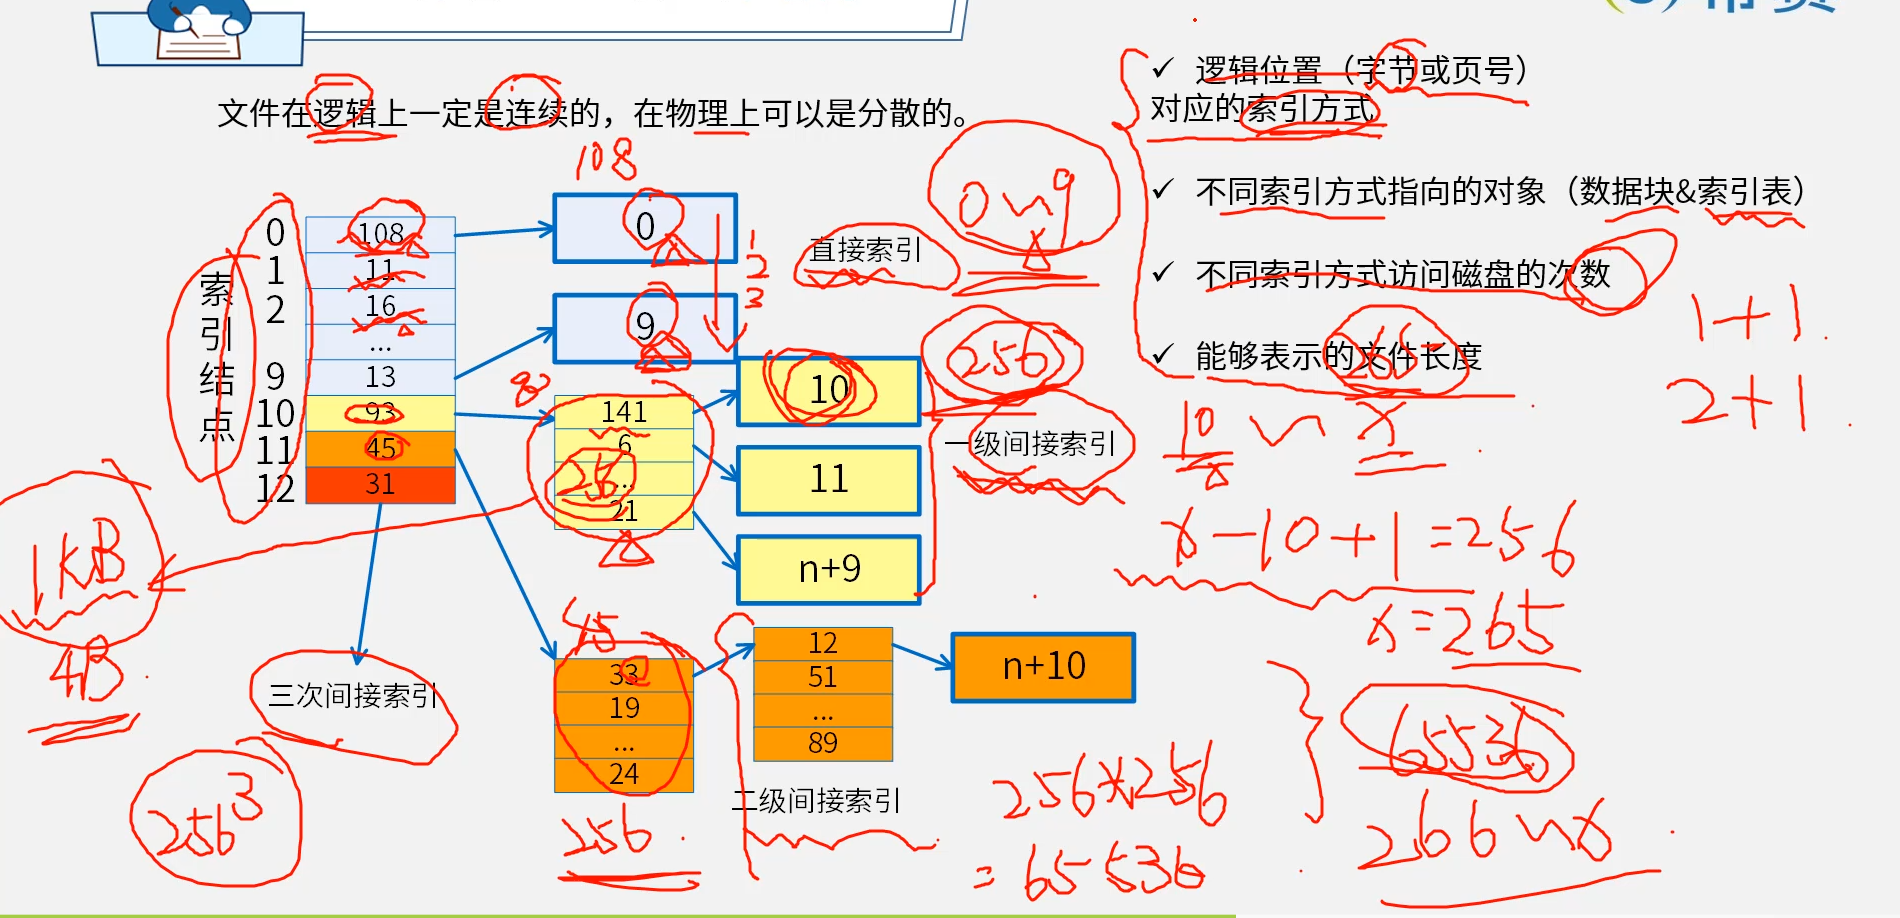 文件在逻辑上一定是连续的，在物理上可以是分散的。
✓ 逻辑位置（字节或页号）
对应的索引方式
✓ 不同索引方式指向的对象（数据块&索引表）
✓ 不同索引方式访问磁盘的次数
✓ 能够表示的文件长度
1+1
2+1
265
10 ~ x
x-10+1=256
x=265
65536
266 ~ x
索引结点
0 108
1 11
2 16
...
9 13
10 93
11 45
12 31
108
0
9
1
2
3
直接索引
0 ~ 9
141
6
...
21
256
10
11
n+9
256
一级间接索引
1KB
4B
45
33
19
...
24
256
12
51
...
89
n+10
二级间接索引
256*256
=65536
三次间接索引
256³